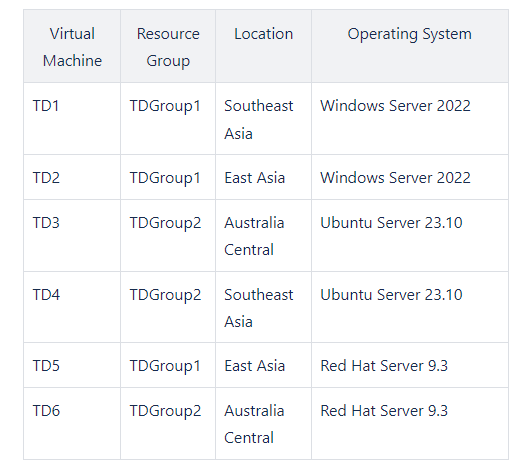 Virtual Machine Resource Group Location Operating System
TD1 TDGroup1 Southeast Asia Windows Server 2022
TD2 TDGroup1 East Asia Windows Server 2022
TD3 TDGroup2 Australia Central Ubuntu Server 23.10
TD4 TDGroup2 Southeast Asia Ubuntu Server 23.10
TD5 TDGroup1 East Asia Red Hat Server 9.3
TD6 TDGroup2 Australia Central Red Hat Server 9.3